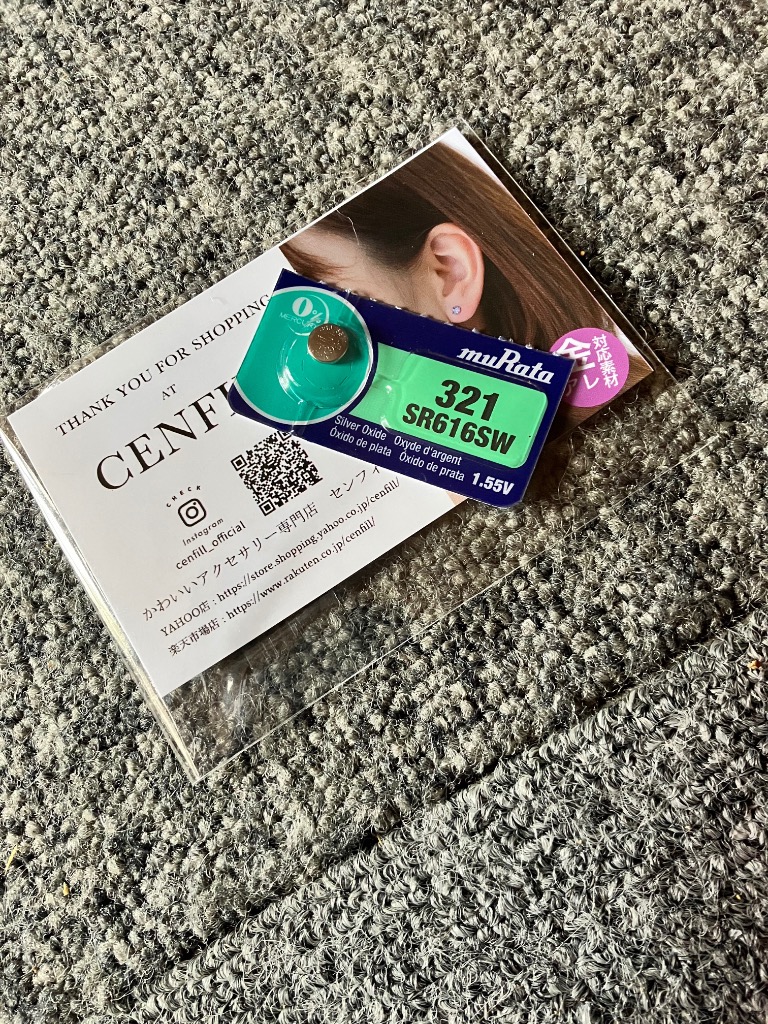 THANK YOU FOR SHOPPING
AT
CENFI
CHECK
Instagram
cenfill_official
かわいいアクセサリー専門店 センフィ
YAHOO店 : https://store.shopping.yahoo.co.jp/cenfill/
楽天市場店 : https://www.rakuten.co.jp/cenfill/
0%
MERCURY
muRata
321
SR616SW
Silver Oxide Oxyde d'argent
Óxido de plata Óxido de prata
1.55V
対応素材
金
アレ